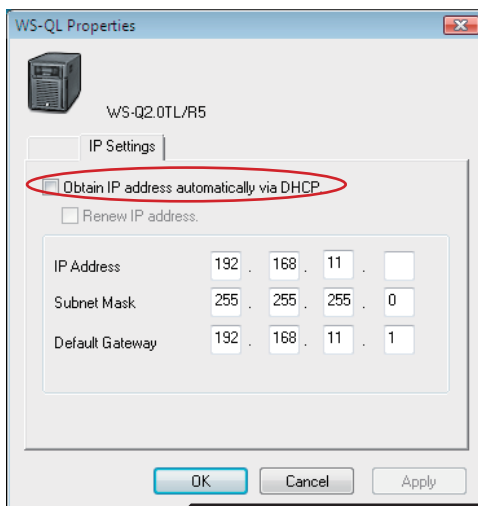 WS-QL Properties
WS-Q2.0TL/R5
IP Settings
Obtain IP address automatically via DHCP
Renew IP address.
IP Address 192 . 168 . 11 .
Subnet Mask 255 . 255 . 255 . 0
Default Gateway 192 . 168 . 11 . 1
OK Cancel Apply